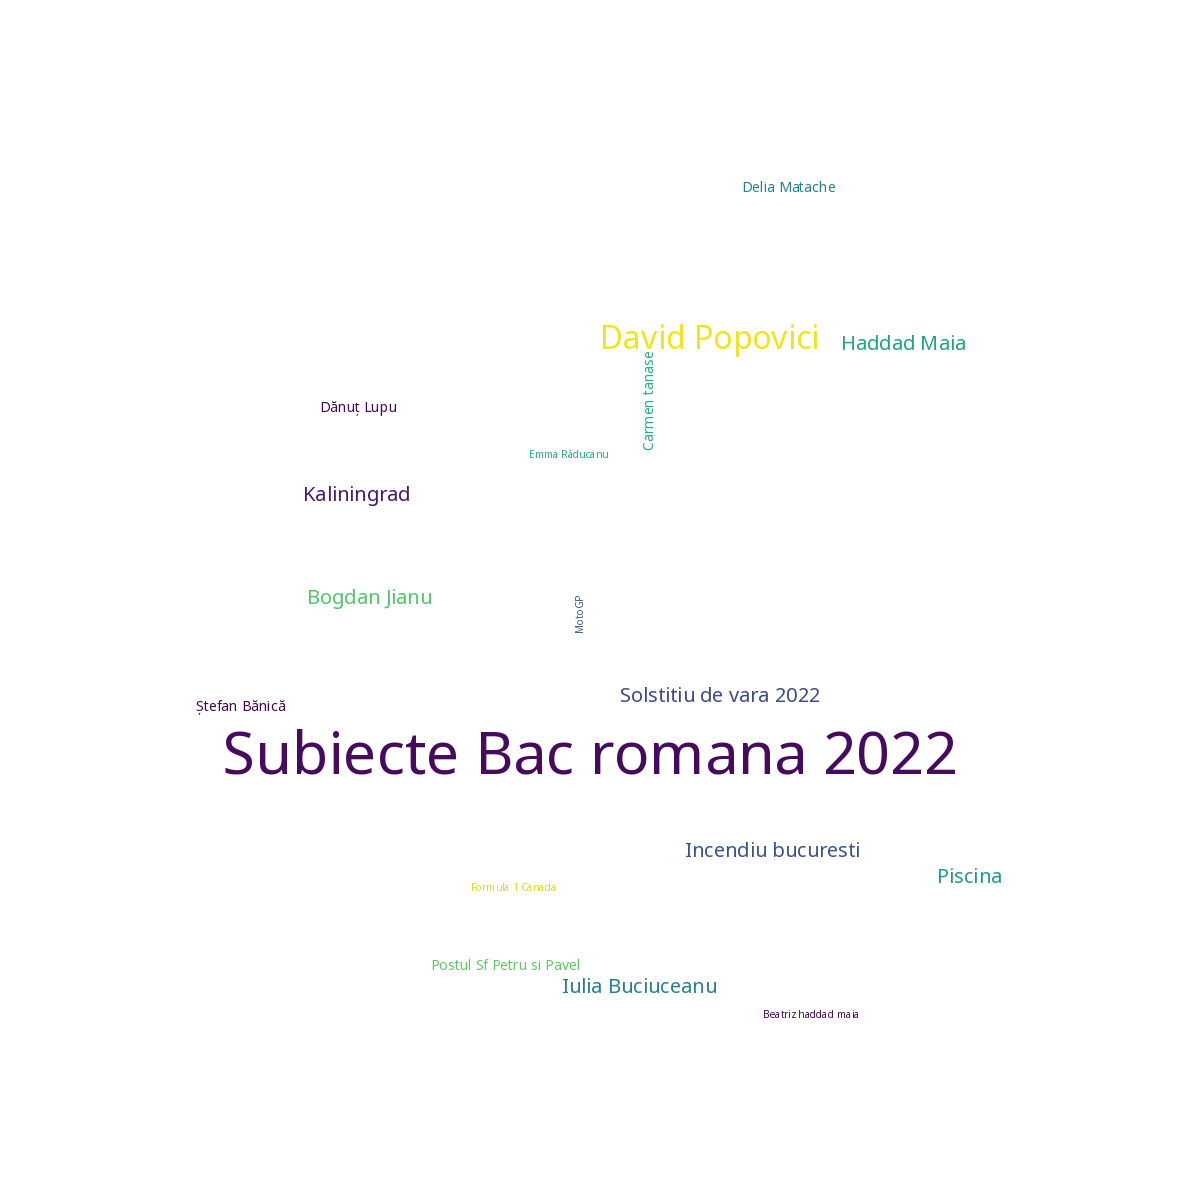 Delia Matache
David Popovici
Haddad Maia
Carmen tanase
Dănuț Lupu
Emma Răducanu
Kaliningrad
Bogdan Jianu
MotoGP
Solstitiu de vara 2022
Ștefan Bănică
Subiecte Bac romana 2022
Incendiu bucuresti
Piscina
Formula 1 Canada
Postul Sf Petru si Pavel
Iulia Buciuceanu
Beatriz haddad maia